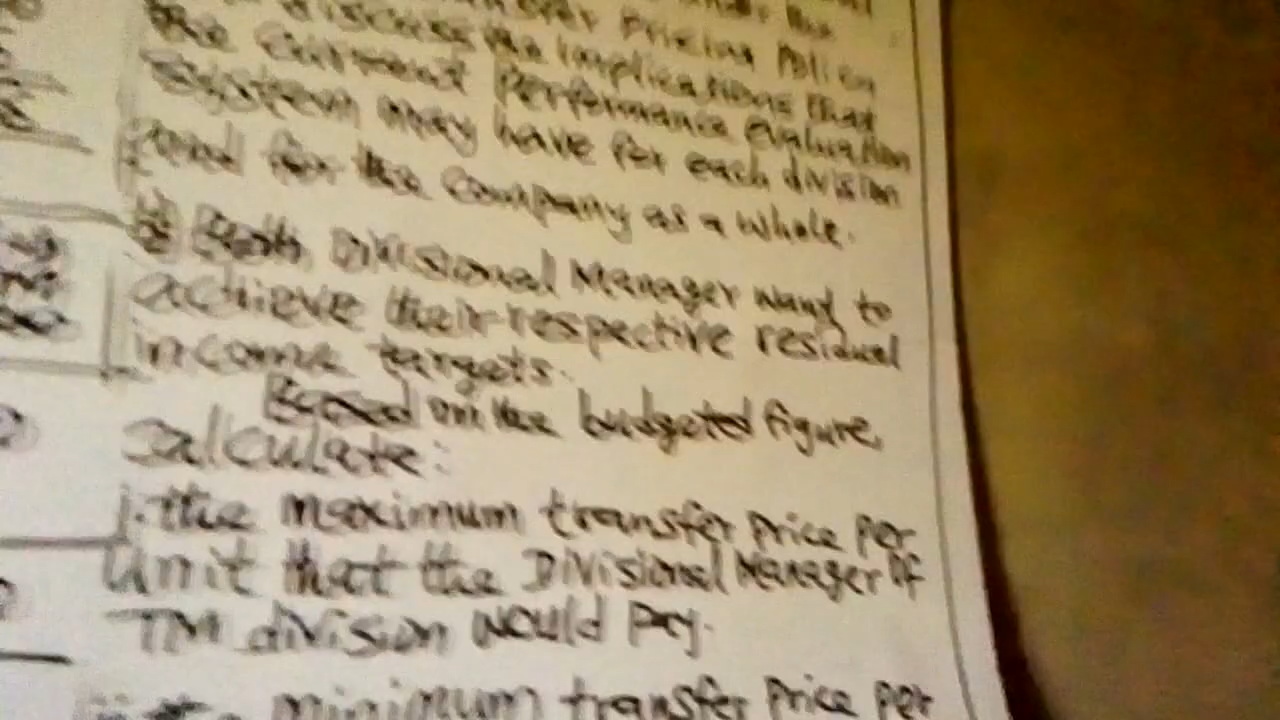 Pricing Policy
discuss the implications that
the current Performance evaluation
System may have for each division
and for the Company as a whole.
b Both Divisional Manager want to
achieve their respective residual
income targets.
Based on the budgeted figure,
Calculate:
i. the maximum transfer price per
Unit that the Divisional Manager of
TM division would pay.
minimum transfer price per